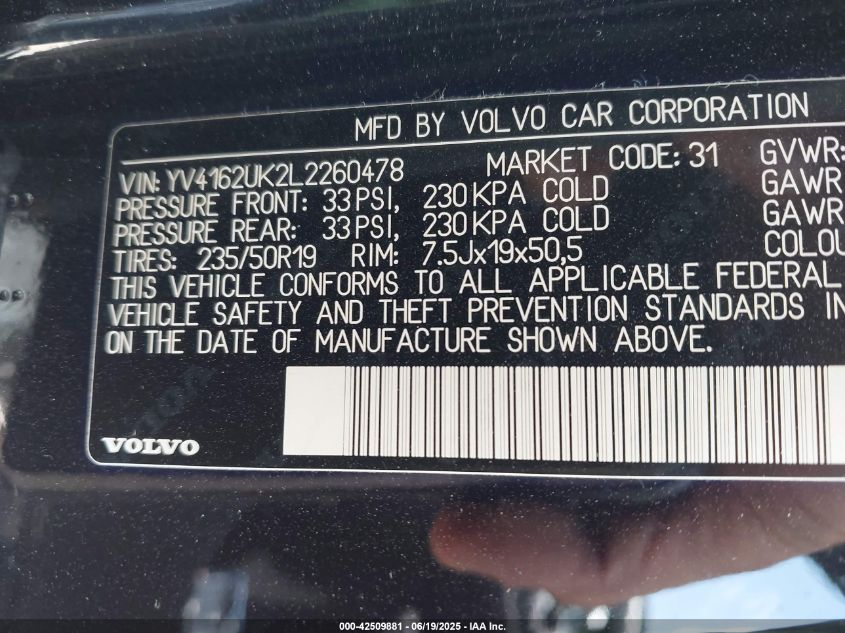 MFD BY VOLVO CAR CORPORATION
VIN: YV4162UK2L2260478 MARKET CODE: 31 GVWR:
PRESSURE FRONT: 33 PSI, 230 KPA COLD GAWR
PRESSURE REAR: 33 PSI, 230 KPA COLD GAWR
TIRES: 235/50R19 RIM: 7.5Jx19x50,5 COLOU
THIS VEHICLE CONFORMS TO ALL APPLICABLE FEDERAL
VEHICLE SAFETY AND THEFT PREVENTION STANDARDS IN
ON THE DATE OF MANUFACTURE SHOWN ABOVE.
VOLVO
000-42509881 - 06/19/2025 - IAA Inc.